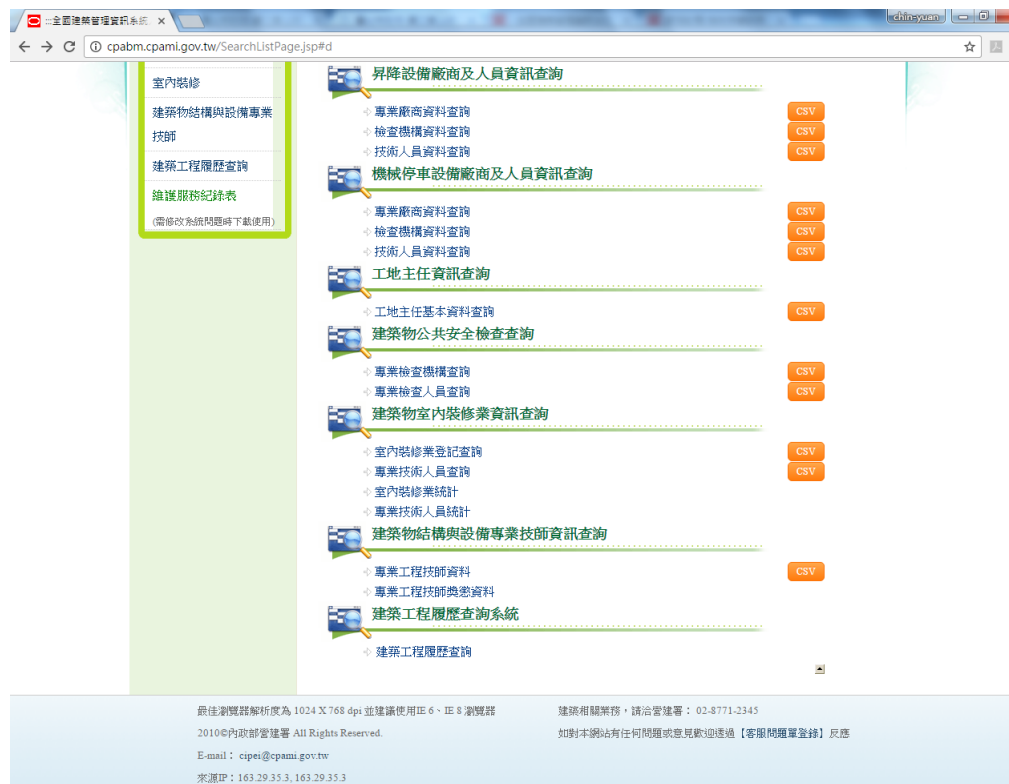 :::全國建築管理資訊系統
chin-yuan
cpabm.cpami.gov.tw/SearchListPage.jsp#d
室內裝修
建築物結構與設備專業
技師
建築工程履歷查詢
維護服務紀錄表
(需修改系統問題時下載使用)
昇降設備廠商及人員資訊查詢
專業廠商資料查詢 CSV
檢查機構資料查詢 CSV
技術人員資料查詢 CSV
機械停車設備廠商及人員資訊查詢
專業廠商資料查詢 CSV
檢查機構資料查詢 CSV
技術人員資料查詢 CSV
工地主任資訊查詢
工地主任基本資料查詢 CSV
建築物公共安全檢查查詢
專業檢查機構查詢 CSV
專業檢查人員查詢 CSV
建築物室內裝修業資訊查詢
室內裝修業登記查詢 CSV
專業技術人員查詢 CSV
室內裝修業統計
專業技術人員統計
建築物結構與設備專業技師資訊查詢
專業工程技師資料 CSV
專業工程技師獎懲資料
建築工程履歷查詢系統
建築工程履歷查詢
最佳瀏覽器解析度為 1024 X 768 dpi 並建議使用IE 6、IE 8 瀏覽器
2010©內政部營建署 All Rights Reserved.
E-mail： cipei@cpami.gov.tw
來源IP：163.29.35.3, 163.29.35.3
建築相關業務，請洽營建署： 02-8771-2345
如對本網站有任何問題或意見歡迎透過【客服問題單登錄】反應